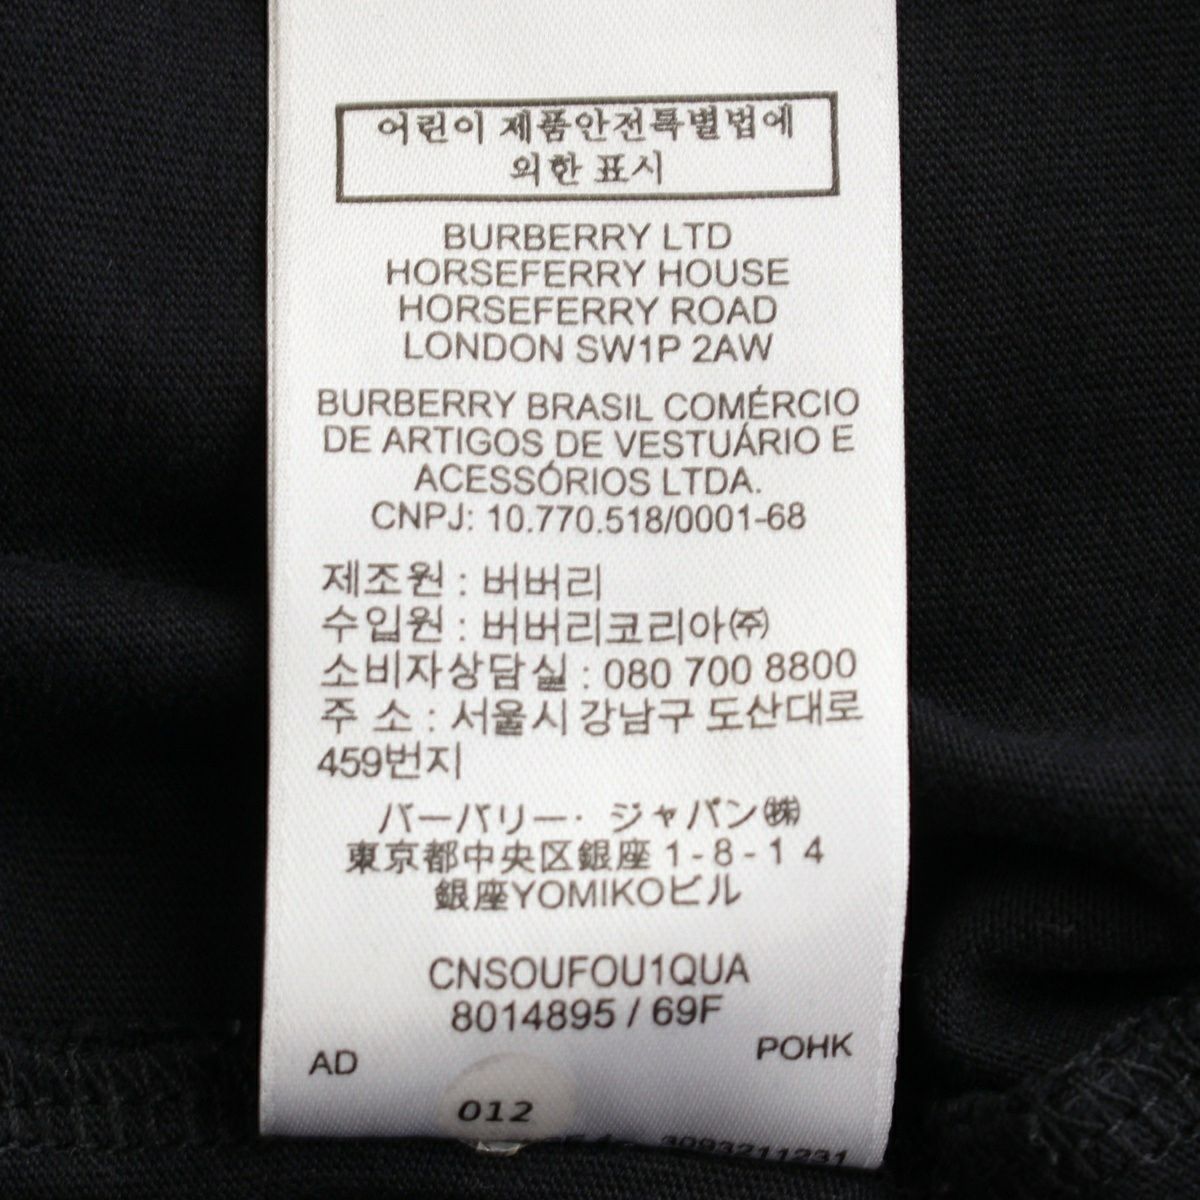 어린이 제품안전특별법에
의한 표시
BURBERRY LTD
HORSEFERRY HOUSE
HORSEFERRY ROAD
LONDON SW1P 2AW
BURBERRY BRASIL COMÉRCIO
DE ARTIGOS DE VESTUÁRIO E
ACESSÓRIOS LTDA.
CNPJ: 10.770.518/0001-68
제조원 : 버버리
수입원 : 버버리코리아㈜
소비자상담실 : 080 700 8800
주 소 : 서울시 강남구 도산대로
459번지
バーバリー・ジャパン㈱
東京都中央区銀座 1-8-1 4
銀座YOMIKOビル
CNSOUFOU1QUA
8014895 / 69F
AD POHK
012
3093211231